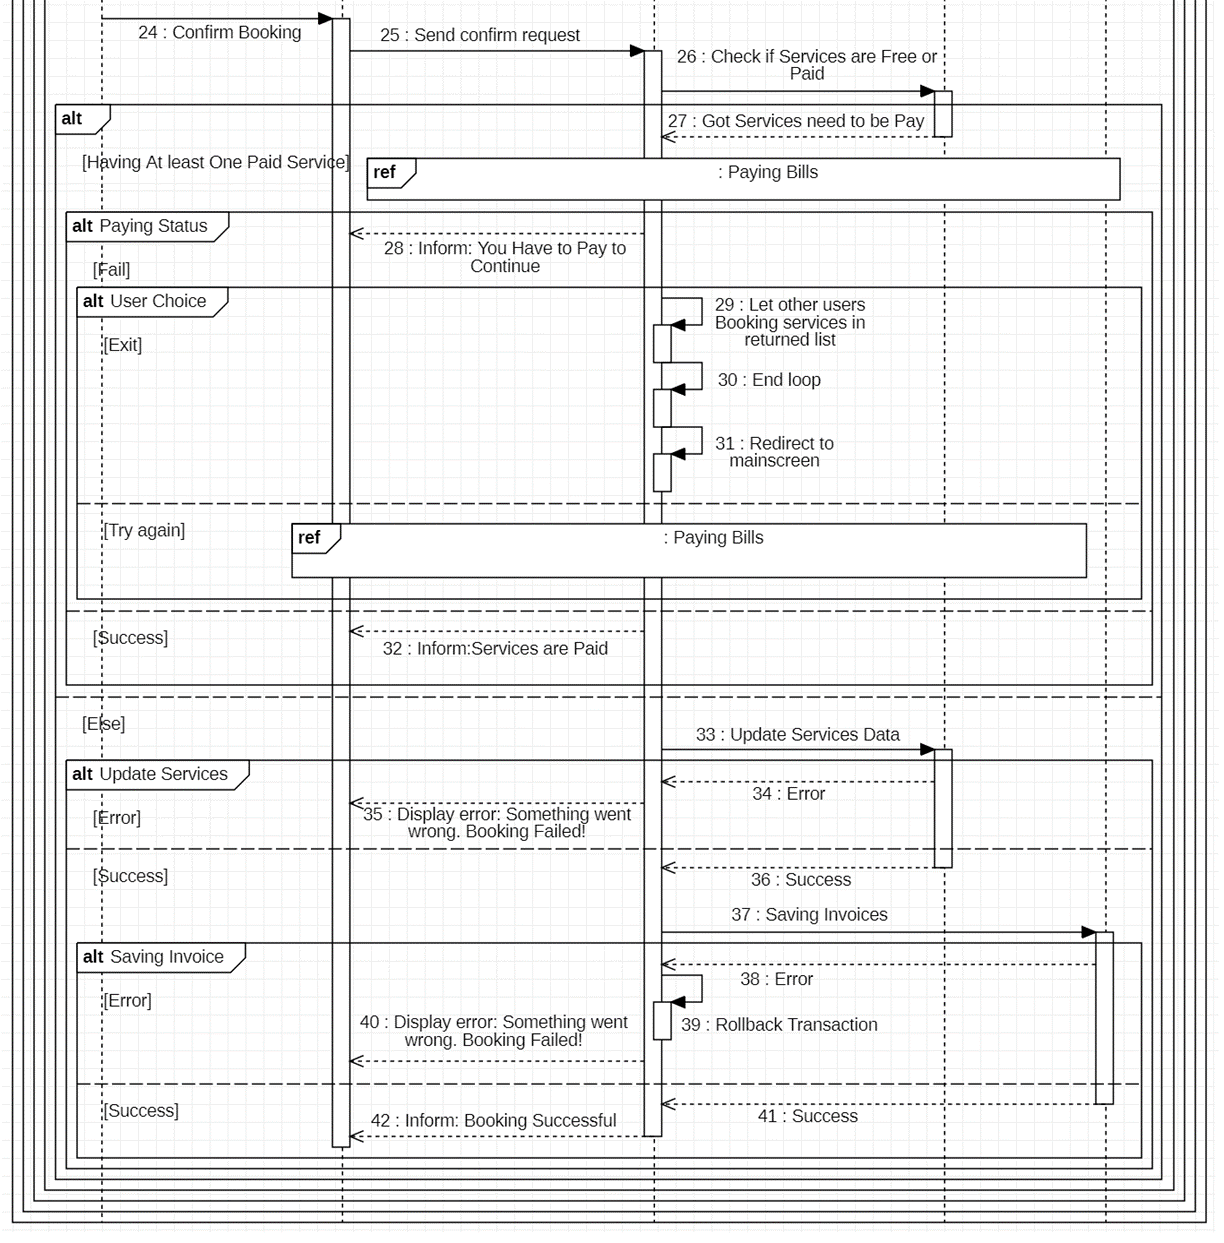 24 : Confirm Booking
25 : Send confirm request
26 : Check if Services are Free or
Paid
alt
27 : Got Services need to be Pay
[Having At least One Paid Service]
ref
: Paying Bills
alt Paying Status
28 : Inform: You Have to Pay to
Continue
[Fail]
alt User Choice
29 : Let other users
Booking services in
returned list
[Exit]
30 : End loop
31 : Redirect to
mainscreen
[Try again]
ref
: Paying Bills
[Success]
32 : Inform:Services are Paid
[Else]
33 : Update Services Data
alt Update Services
34 : Error
35 : Display error: Something went
wrong. Booking Failed!
[Error]
[Success]
36 : Success
37 : Saving Invoices
alt Saving Invoice
38 : Error
[Error]
39 : Rollback Transaction
40 : Display error: Something went
wrong. Booking Failed!
[Success]
41 : Success
42 : Inform: Booking Successful